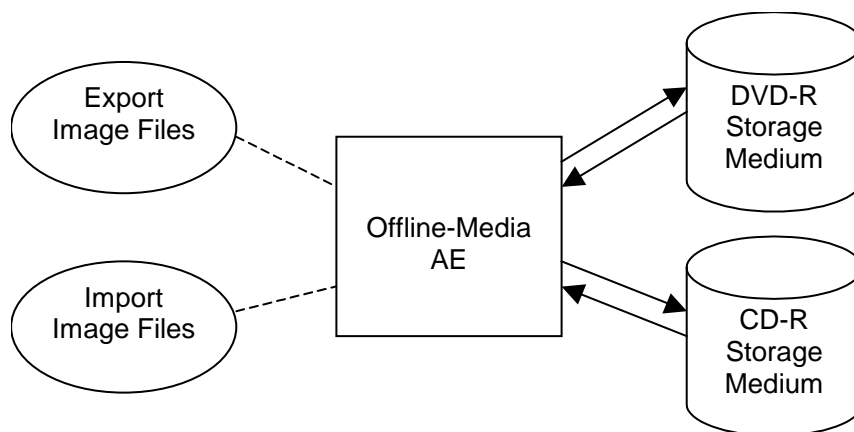 Export
Image Files
Import
Image Files
Offline-Media
AE
DVD-R
Storage
Medium
CD-R
Storage
Medium